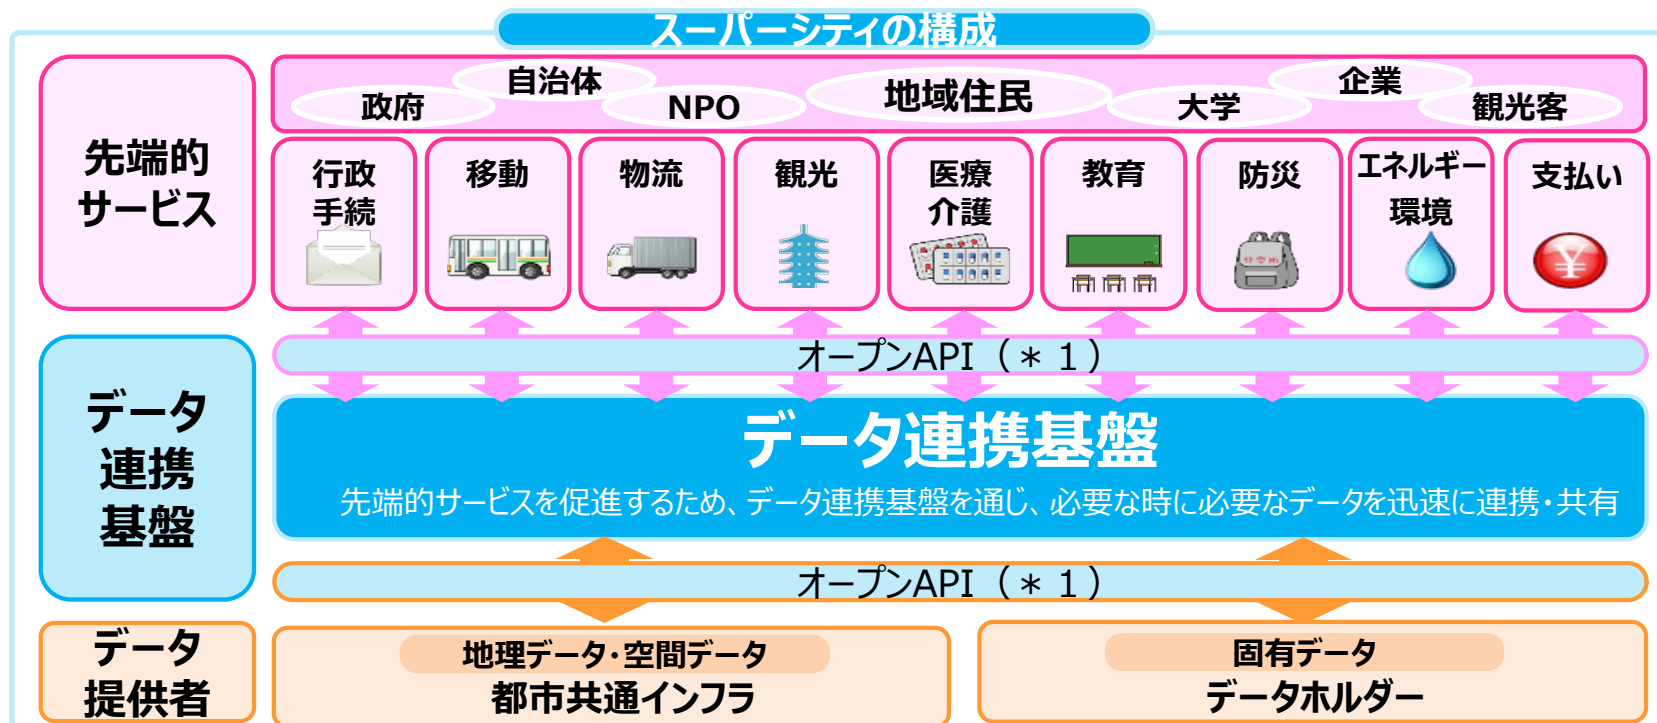 スーパーシティの構成
先端的
サービス
政府
自治体
NPO
地域住民
大学
企業
観光客
行政
手続
移動
物流
観光
医療
介護
教育
防災
エネルギー
環境
支払い
¥
オープンAPI（＊１）
データ
連携
基盤
データ連携基盤
先端的サービスを促進するため、データ連携基盤を通じ、必要な時に必要なデータを迅速に連携・共有
オープンAPI（＊１）
データ
提供者
地理データ・空間データ
都市共通インフラ
固有データ
データホルダー